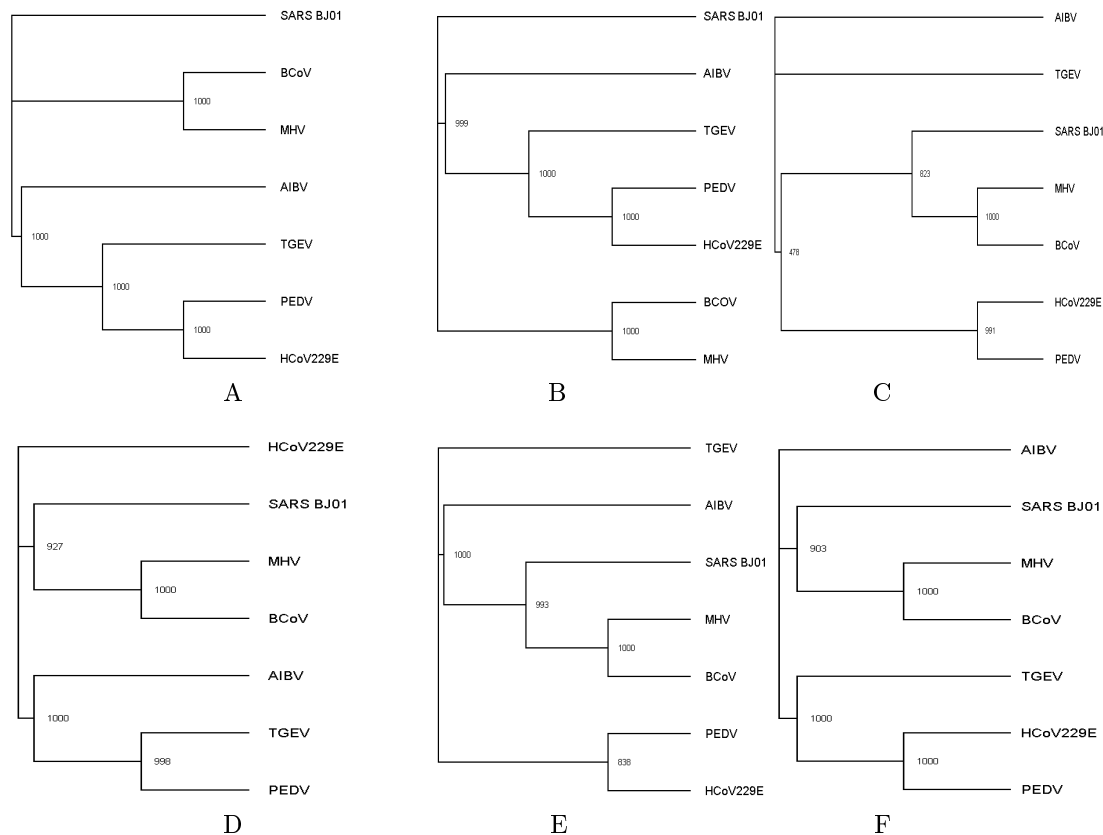 SARS BJ01
BCoV
1000
MHV
AIBV
1000
TGEV
1000
PEDV
1000
HCoV229E
A
SARS BJ01
AIBV
999
TGEV
1000
PEDV
1000
HCoV229E
BCOV
1000
MHV
B
AIBV
TGEV
SARS BJ01
823
MHV
1000
BCoV
478
HCoV229E
991
PEDV
C
HCoV229E
SARS BJ01
927
MHV
1000
BCoV
AIBV
1000
TGEV
998
PEDV
D
TGEV
AIBV
1000
SARS BJ01
993
MHV
1000
BCoV
PEDV
838
HCoV229E
E
AIBV
SARS BJ01
903
MHV
1000
BCoV
TGEV
1000
HCoV229E
1000
PEDV
F